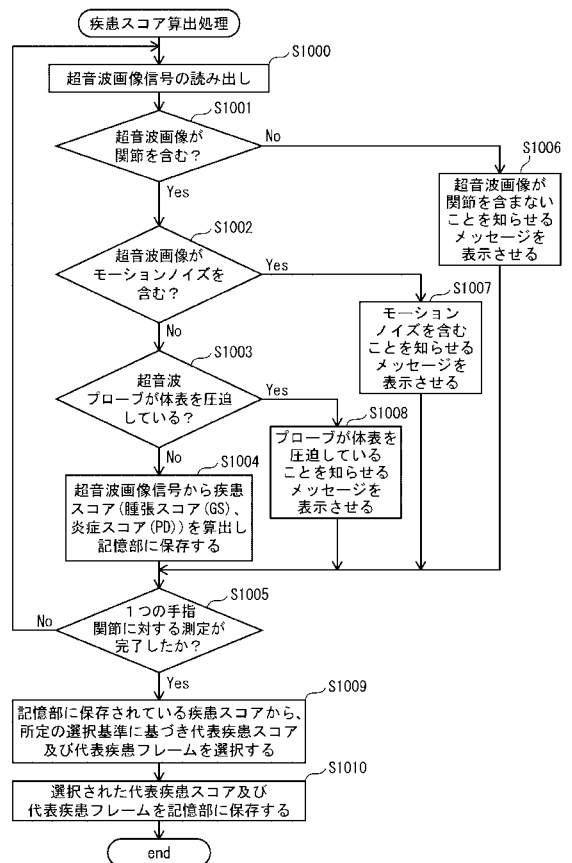 疾患スコア算出処理
S1000
超音波画像信号の読み出し
S1001
超音波画像が
関節を含む?
No
Yes
S1006
超音波画像が
関節を含まない
ことを知らせる
メッセージを
表示させる
S1002
超音波画像が
モーションノイズを
含む?
Yes
No
S1007
モーション
ノイズを含む
ことを知らせる
メッセージを
表示させる
S1003
超音波
プローブが体表を圧迫
している?
Yes
No
S1008
プローブが体表を
圧迫している
ことを知らせる
メッセージを
表示させる
S1004
超音波画像信号から疾患
スコア(腫張スコア(GS)、
炎症スコア(PD))を算出し
記憶部に保存する
S1005
1つの手指
関節に対する測定が
完了したか?
No
Yes
S1009
記憶部に保存されている疾患スコアから、
所定の選択基準に基づき代表疾患スコア
及び代表疾患フレームを選択する
S1010
選択された代表疾患スコア及び
代表疾患フレームを記憶部に保存する
end